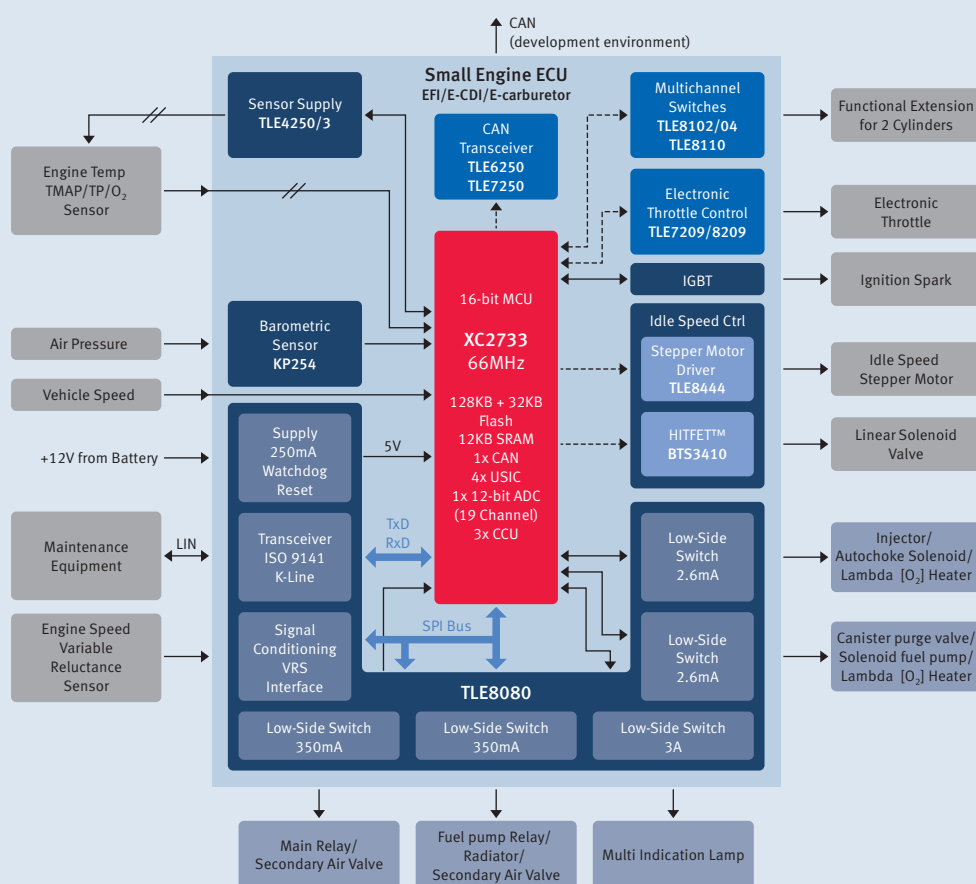 CAN
(development environment)
Small Engine ECU
EFI/E-CDI/E-carburetor
Sensor Supply
TLE4250/3
CAN
Transceiver
TLE6250
TLE7250
Multichannel
Switches
TLE8102/04
TLE8110
Functional Extension
for 2 Cylinders
Engine Temp
TMAP/TP/O₂
Sensor
Electronic
Throttle Control
TLE7209/8209
Electronic
Throttle
IGBT
Ignition Spark
16-bit MCU
XC2733
66MHz
128KB + 32KB
Flash
12KB SRAM
1x CAN
4x USIC
1x 12-bit ADC
(19 Channel)
3x CCU
Air Pressure
Barometric
Sensor
KP254
Idle Speed Ctrl
Stepper Motor
Driver
TLE8444
Idle Speed
Stepper Motor
Vehicle Speed
HITFET™
BTS3410
Linear Solenoid
Valve
+12V from Battery
Supply
250mA
Watchdog
Reset
5V
Maintenance
Equipment
LIN
Transceiver
ISO 9141
K-Line
TxD
RxD
Low-Side
Switch
2.6mA
Injector/
Autochoke Solenoid/
Lambda [O₂] Heater
Engine Speed
Variable
Reluctance
Sensor
Signal
Conditioning
VRS
Interface
SPI Bus
Low-Side
Switch
2.6mA
Canister purge valve/
Solenoid fuel pump/
Lambda [O₂] Heater
TLE8080
Low-Side Switch
350mA
Low-Side Switch
350mA
Low-Side Switch
3A
Main Relay/
Secondary Air Valve
Fuel pump Relay/
Radiator/
Secondary Air Valve
Multi Indication Lamp